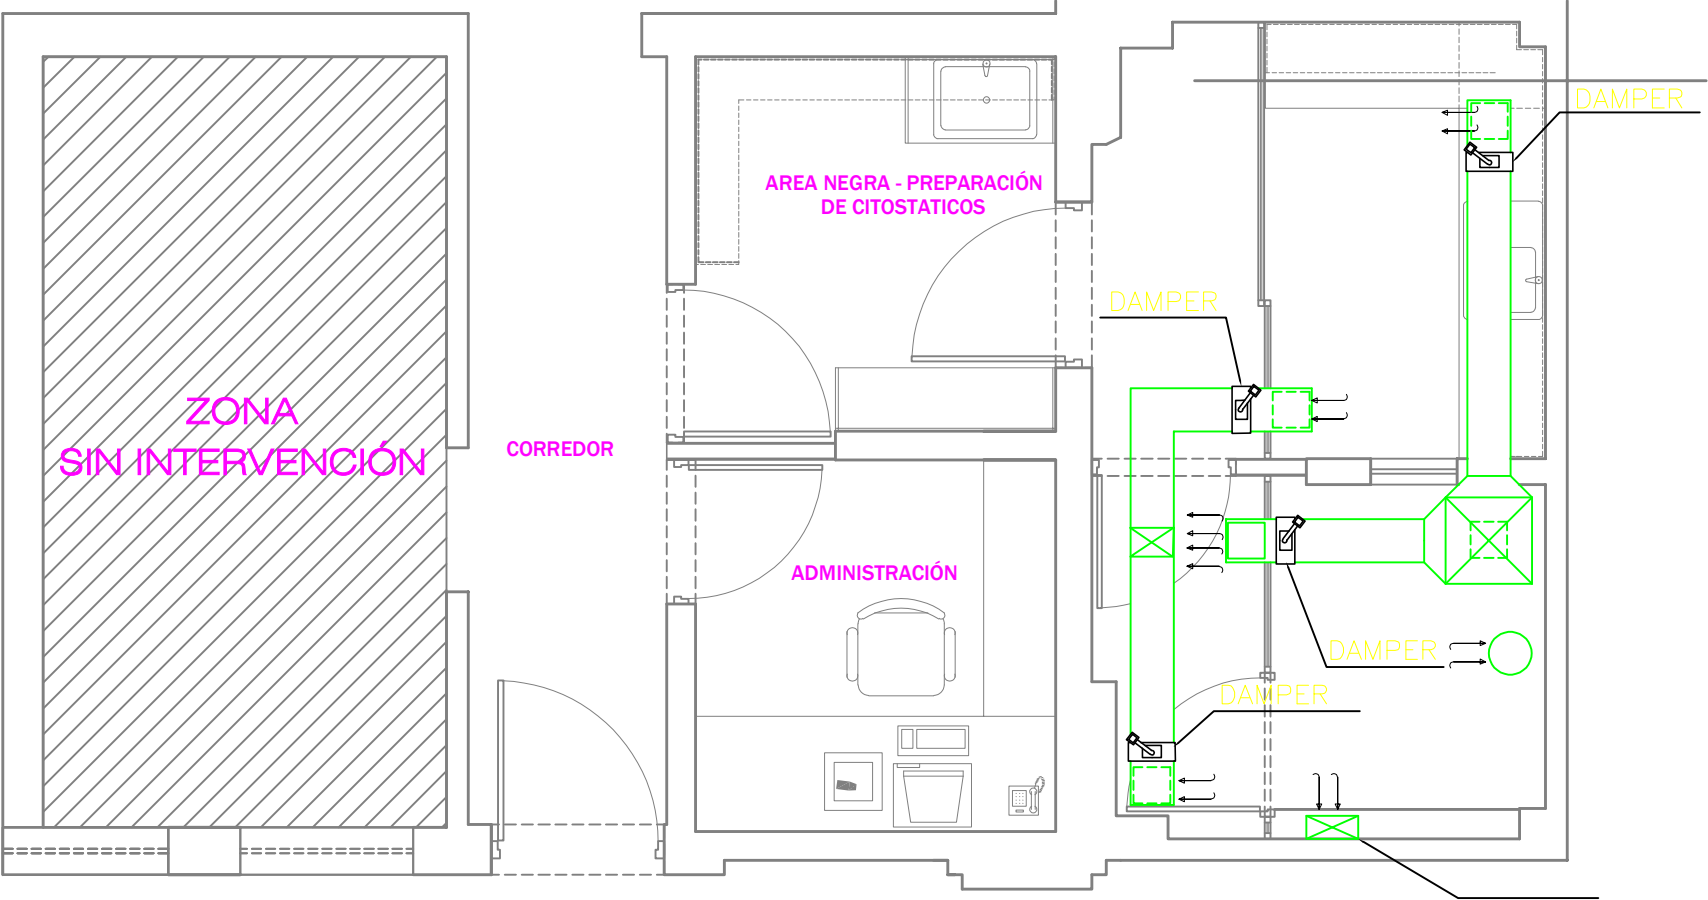 DAMPER
AREA NEGRA - PREPARACIÓN
DE CITOSTATICOS
DAMPER
ZONA
SIN INTERVENCIÓN
CORREDOR
ADMINISTRACIÓN
DAMPER
DAMPER